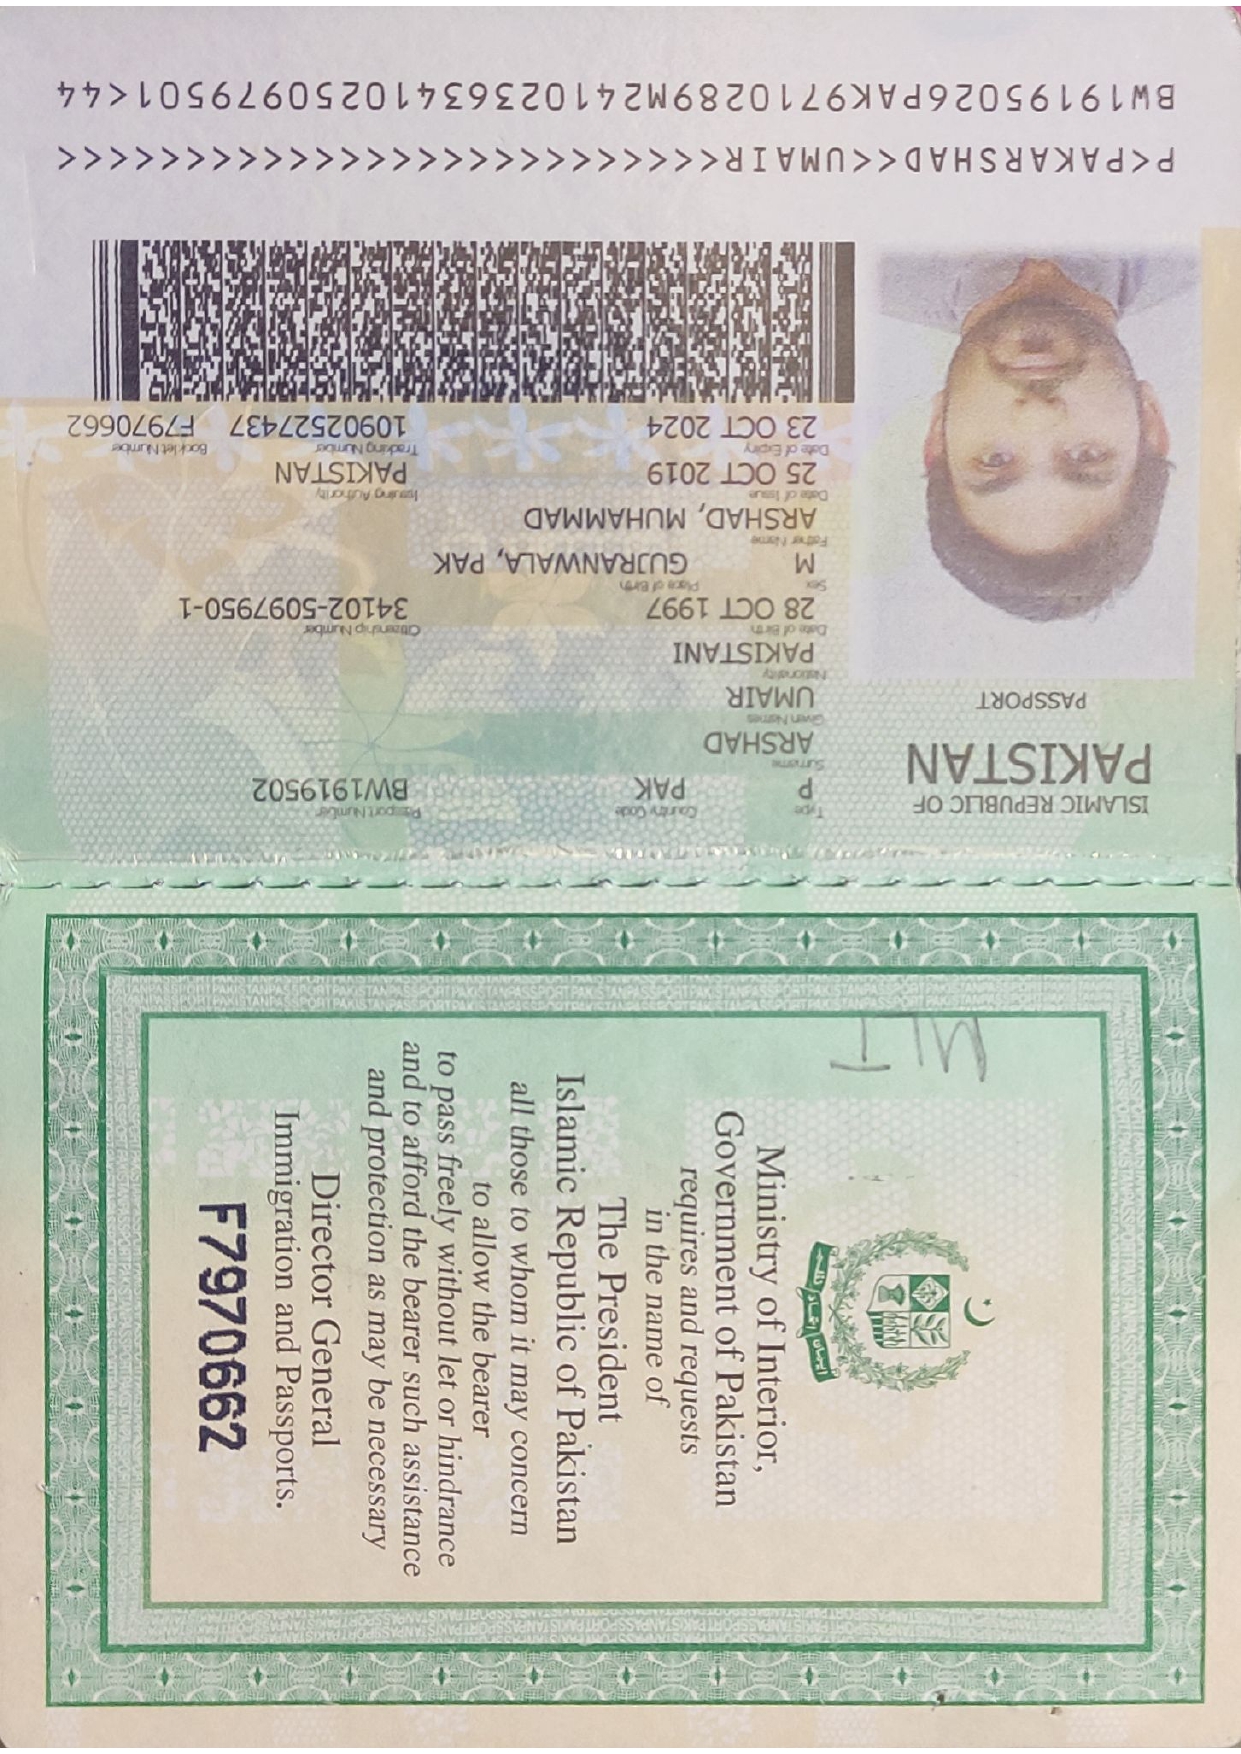 ISLAMIC REPUBLIC OF
PAKISTAN
PASSPORT
Type Country Code Passport Number
P PAK BW1919502
Surname
ARSHAD
Given Names
UMAIR
Nationality
PAKISTANI
Date of Birth Citizenship Number
28 OCT 1997 34102-5097950-1
Sex Place of Birth
M GUJRANWALA, PAK
Father Name
ARSHAD, MUHAMMAD
Date of Issue Issuing Authority
25 OCT 2019 PAKISTAN
Date of Expiry Tracking Number Booklet Number
23 OCT 2024 10902527437 F7970662
P<PAKARSHAD<<UMAIR<<<<<<<<<<<<<<<<<<<<<<<<<<
BW19195026PAK9710289M24102363410250979501<44
Ministry of Interior,
Government of Pakistan
requires and requests
in the name of
The President
Islamic Republic of Pakistan
all those to whom it may concern
to allow the bearer
to pass freely without let or hindrance
and to afford the bearer such assistance
and protection as may be necessary
Director General
Immigration and Passports.
F7970662